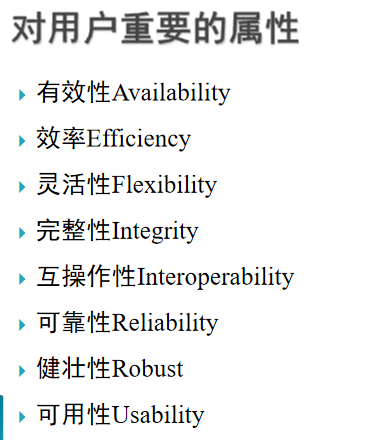 对用户重要的属性
有效性Availability
效率Efficiency
灵活性Flexibility
完整性Integrity
互操作性Interoperability
可靠性Reliability
健壮性Robust
可用性Usability